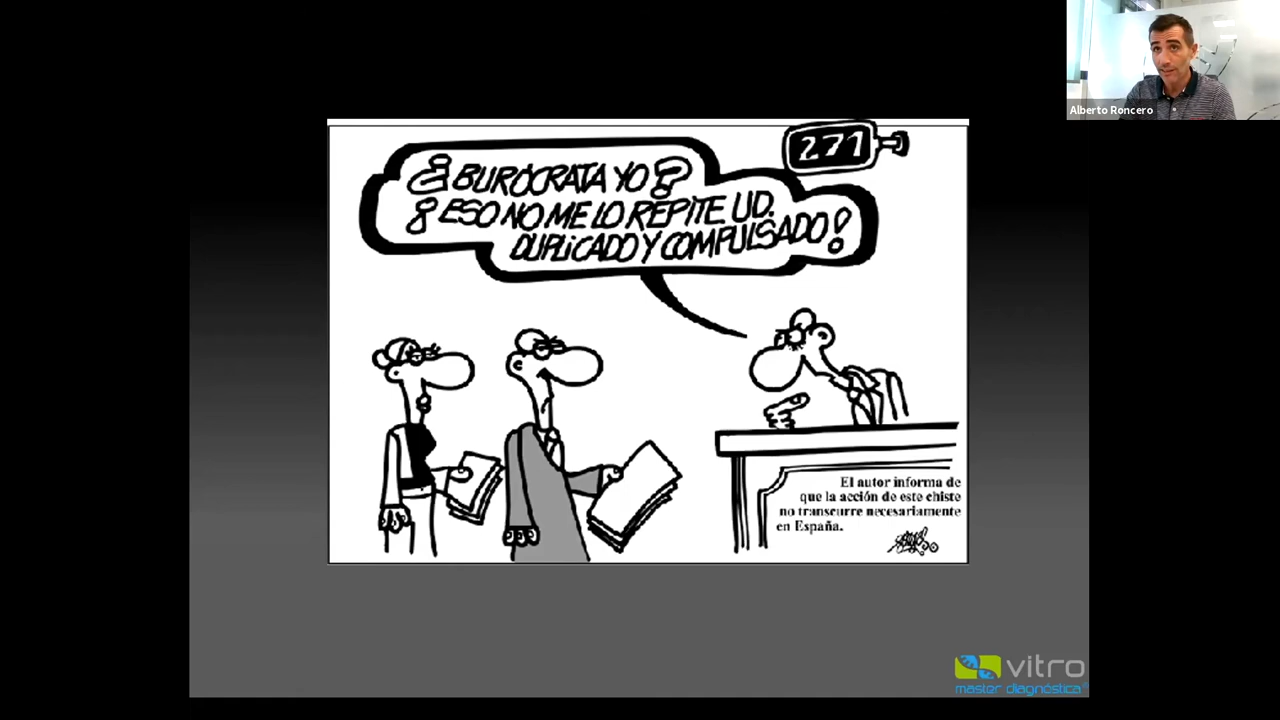 Alberto Roncero
271
¿BURÓCRATA YO?
¡ESO NO ME LO REPITE UD.
DUPLICADO Y COMPULSADO!
El autor informa de
que la acción de este chiste
no transcurre necesariamente
en España.
vitro
master diagnóstica®